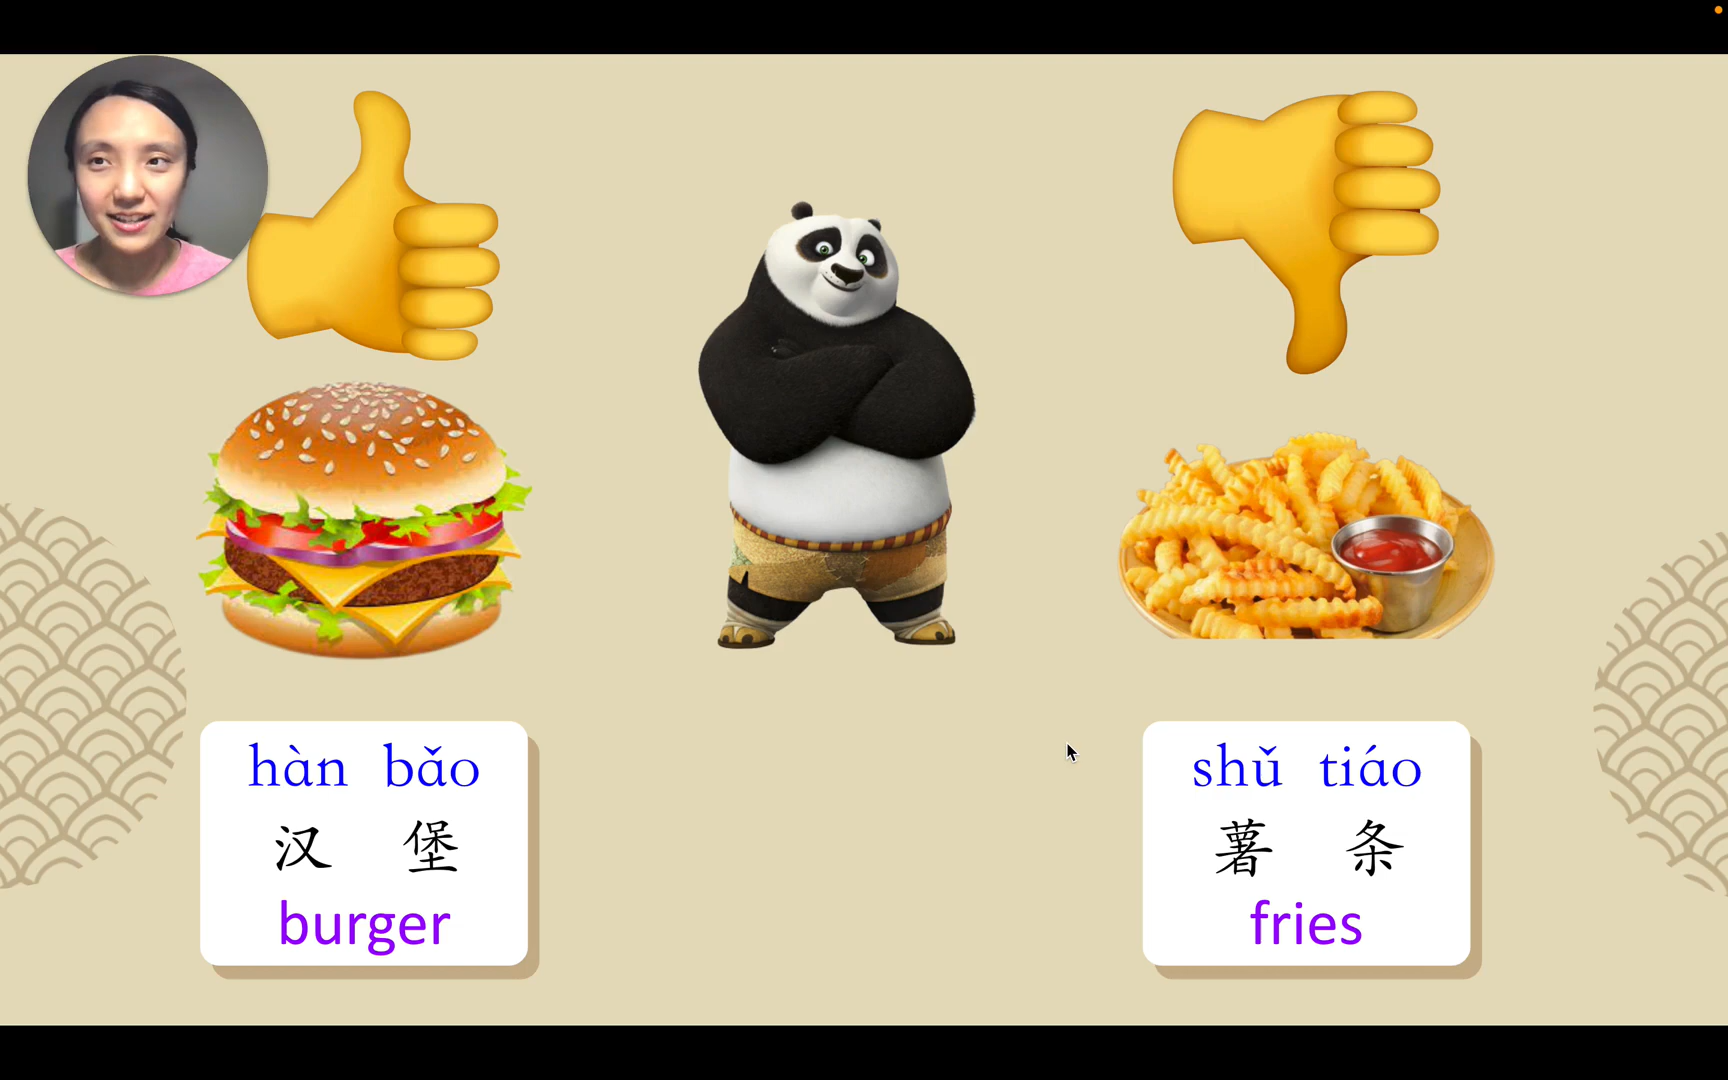 hàn bǎo
汉 堡
burger
shǔ tiáo
薯 条
fries